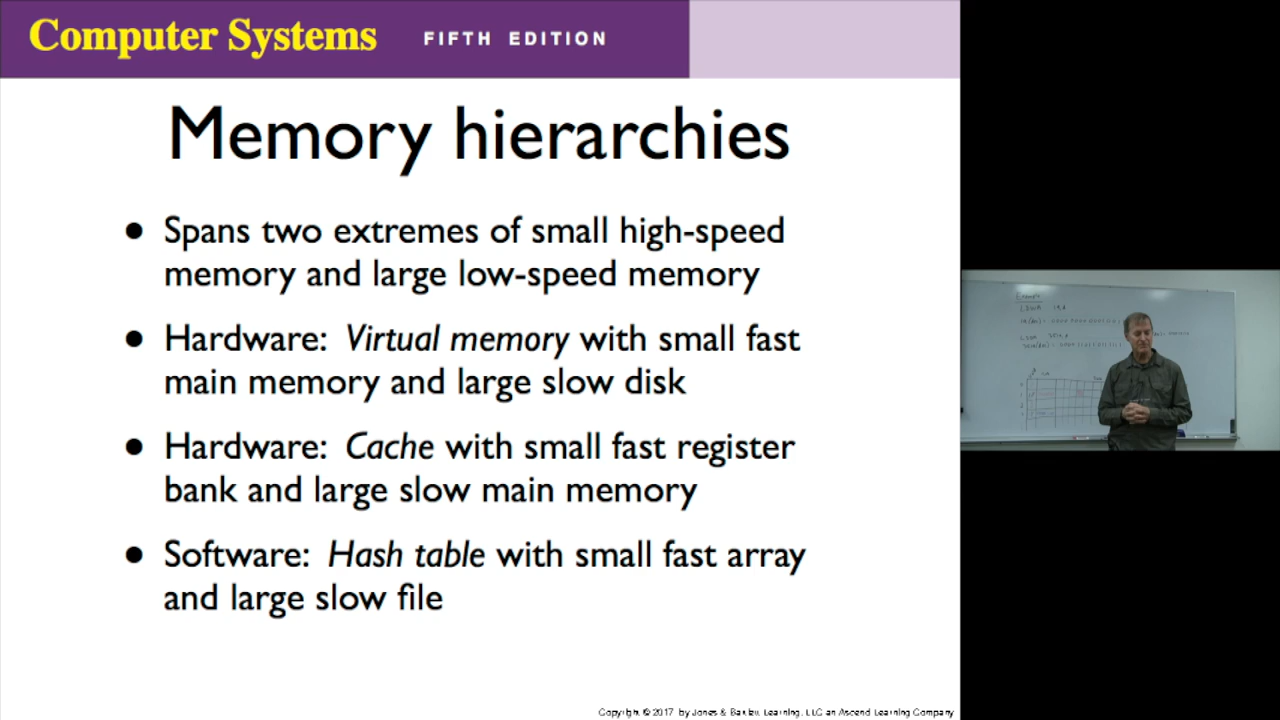 Computer Systems FIFTH EDITION
Memory hierarchies
• Spans two extremes of small high-speed
memory and large low-speed memory
• Hardware: Virtual memory with small fast
main memory and large slow disk
• Hardware: Cache with small fast register
bank and large slow main memory
• Software: Hash table with small fast array
and large slow file
Copyright © 2017 by Jones & Bartlett Learning, LLC an Ascend Learning Company